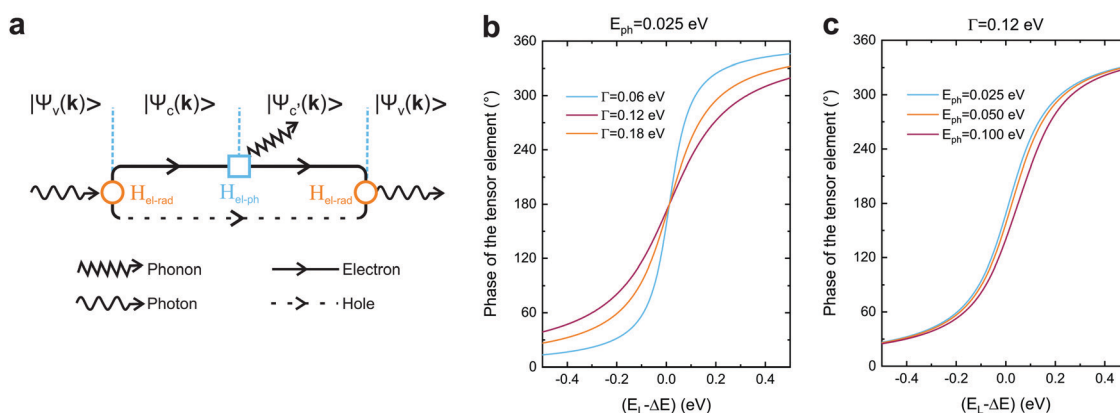 a
|Ψv(k)> |Ψc(k)> |Ψc'(k)> |Ψv(k)>
Hel-rad Hel-ph Hel-rad
Phonon Electron
Photon Hole
b
Eph=0.025 eV
Γ=0.06 eV
Γ=0.12 eV
Γ=0.18 eV
Phase of the tensor element (°)
360
300
240
180
120
60
0
-0.4 -0.2 0.0 0.2 0.4
(EL-ΔE) (eV)
c
Γ=0.12 eV
Eph=0.025 eV
Eph=0.050 eV
Eph=0.100 eV
Phase of the tensor element (°)
360
300
240
180
120
60
0
-0.4 -0.2 0.0 0.2 0.4
(EL-ΔE) (eV)